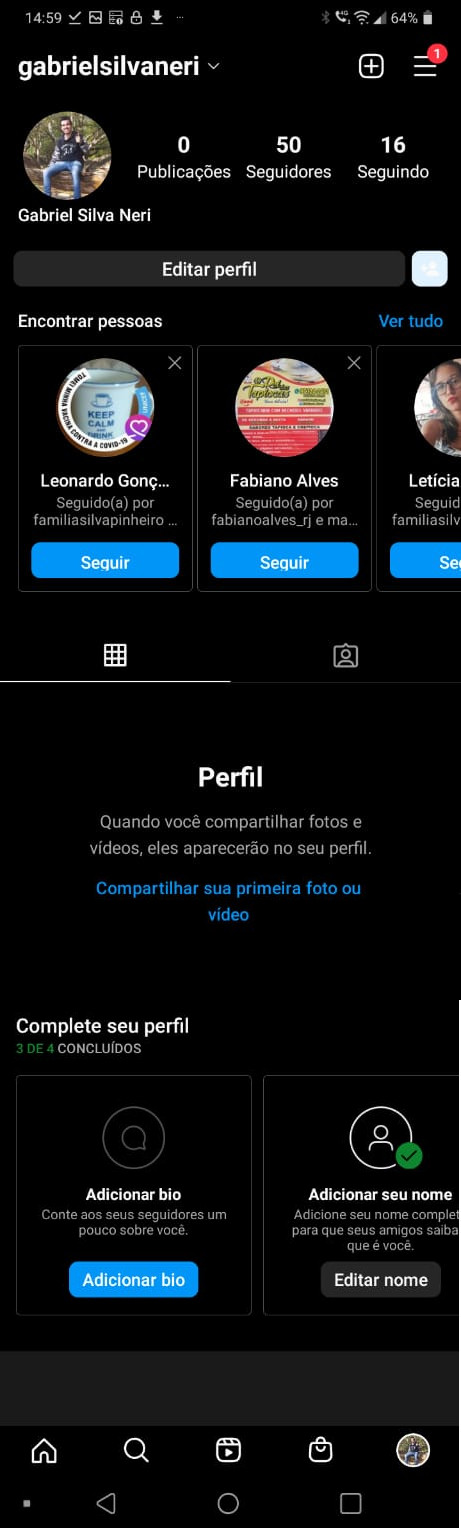 14:59
64%
gabrielsilvaneri
1
0
50
16
Publicações
Seguidores
Seguindo
Gabriel Silva Neri
Editar perfil
Encontrar pessoas
Ver tudo
TOMEI MINHA VACINA CONTRA A COVID-19
KEEP
CALM
Leonardo Gonç...
Seguido(a) por
familiasilvapinheiro ...
Seguir
Tapiocas
Fabiano Alves
Seguido(a) por
fabianoalves_rj e ma...
Seguir
Letícia
Seguid
familiasilv
Se
Perfil
Quando você compartilhar fotos e
vídeos, eles aparecerão no seu perfil.
Compartilhar sua primeira foto ou
vídeo
Complete seu perfil
3 DE 4 CONCLUÍDOS
Adicionar bio
Conte aos seus seguidores um
pouco sobre você.
Adicionar bio
Adicionar seu nome
Adicione seu nome complet
para que seus amigos saiba
que é você.
Editar nome